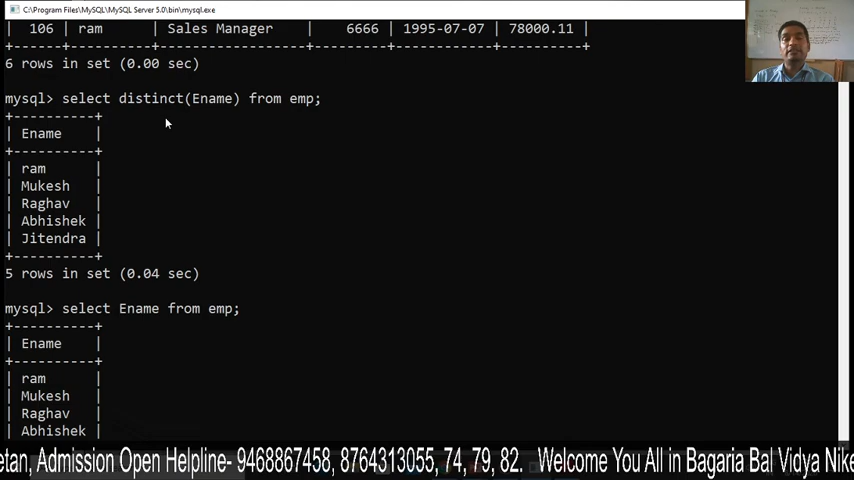 C:\Program Files\MySQL\MySQL Server 5.0\bin\mysql.exe
| 106 | ram | Sales Manager | 6666 | 1995-07-07 | 78000.11 |
6 rows in set (0.00 sec)
mysql> select distinct(Ename) from emp;
+----------+
| Ename |
+----------+
| ram |
| Mukesh |
| Raghav |
| Abhishek |
| Jitendra |
+----------+
5 rows in set (0.04 sec)
mysql> select Ename from emp;
+----------+
| Ename |
+----------+
| ram |
| Mukesh |
| Raghav |
| Abhishek |
etan, Admission Open Helpline- 9468867458, 8764313055, 74, 79, 82. Welcome You All in Bagaria Bal Vidya Nike